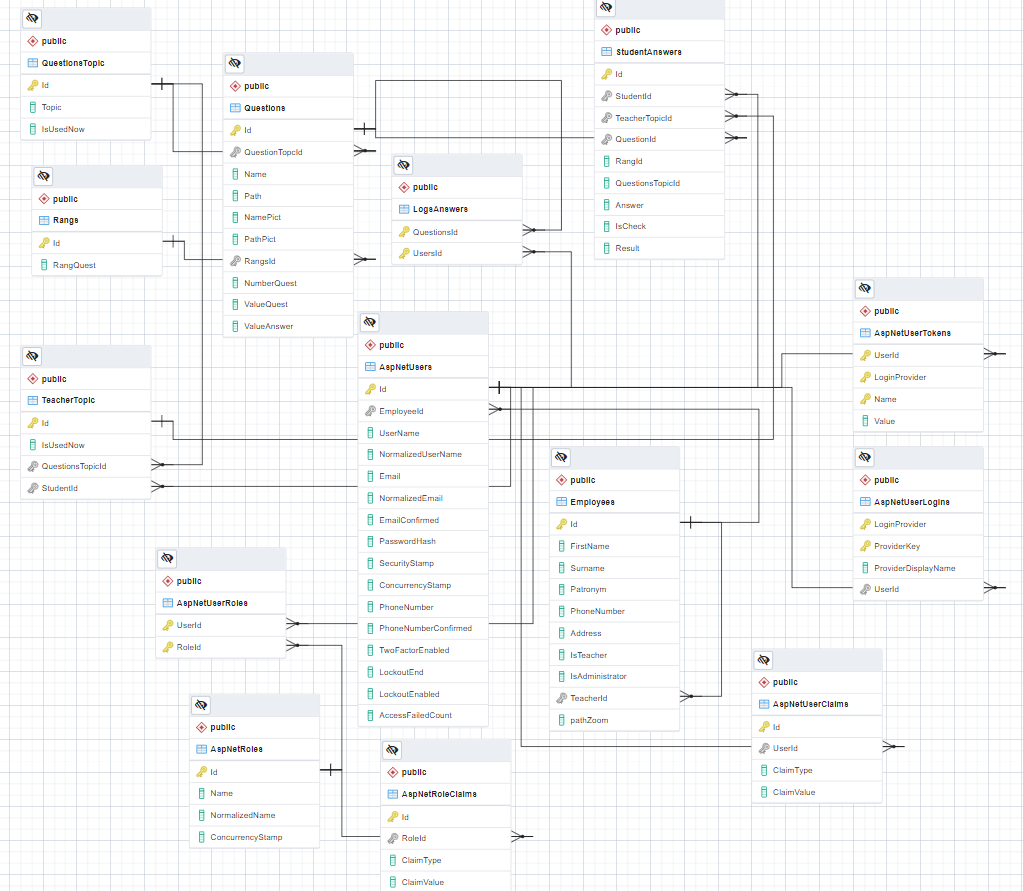 public
QuestionsTopic
Id
Topic
IsUsedNow
public
Rangs
Id
RangQuest
public
TeacherTopic
Id
IsUsedNow
QuestionsTopicId
StudentId
public
Questions
Id
QuestionTopcId
Name
Path
NamePict
PathPict
RangsId
NumberQuest
ValueQuest
ValueAnswer
public
LogsAnswers
QuestionsId
UsersId
public
StudentAnswers
Id
StudentId
TeacherTopicId
QuestionId
RangId
QuestionsTopicId
Answer
IsCheck
Result
public
AspNetUsers
Id
EmployeeId
UserName
NormalizedUserName
Email
NormalizedEmail
EmailConfirmed
PasswordHash
SecurityStamp
ConcurrencyStamp
PhoneNumber
PhoneNumberConfirmed
TwoFactorEnabled
LockoutEnd
LockoutEnabled
AccessFailedCount
public
Employees
Id
FirstName
Surname
Patronym
PhoneNumber
Address
IsTeacher
IsAdministrator
TeacherId
pathZoom
public
AspNetUserTokens
UserId
LoginProvider
Name
Value
public
AspNetUserLogins
LoginProvider
ProviderKey
ProviderDisplayName
UserId
public
AspNetUserRoles
UserId
RoleId
public
AspNetRoles
Id
Name
NormalizedName
ConcurrencyStamp
public
AspNetRoleClaims
Id
RoleId
ClaimType
ClaimValue
public
AspNetUserClaims
Id
UserId
ClaimType
ClaimValue